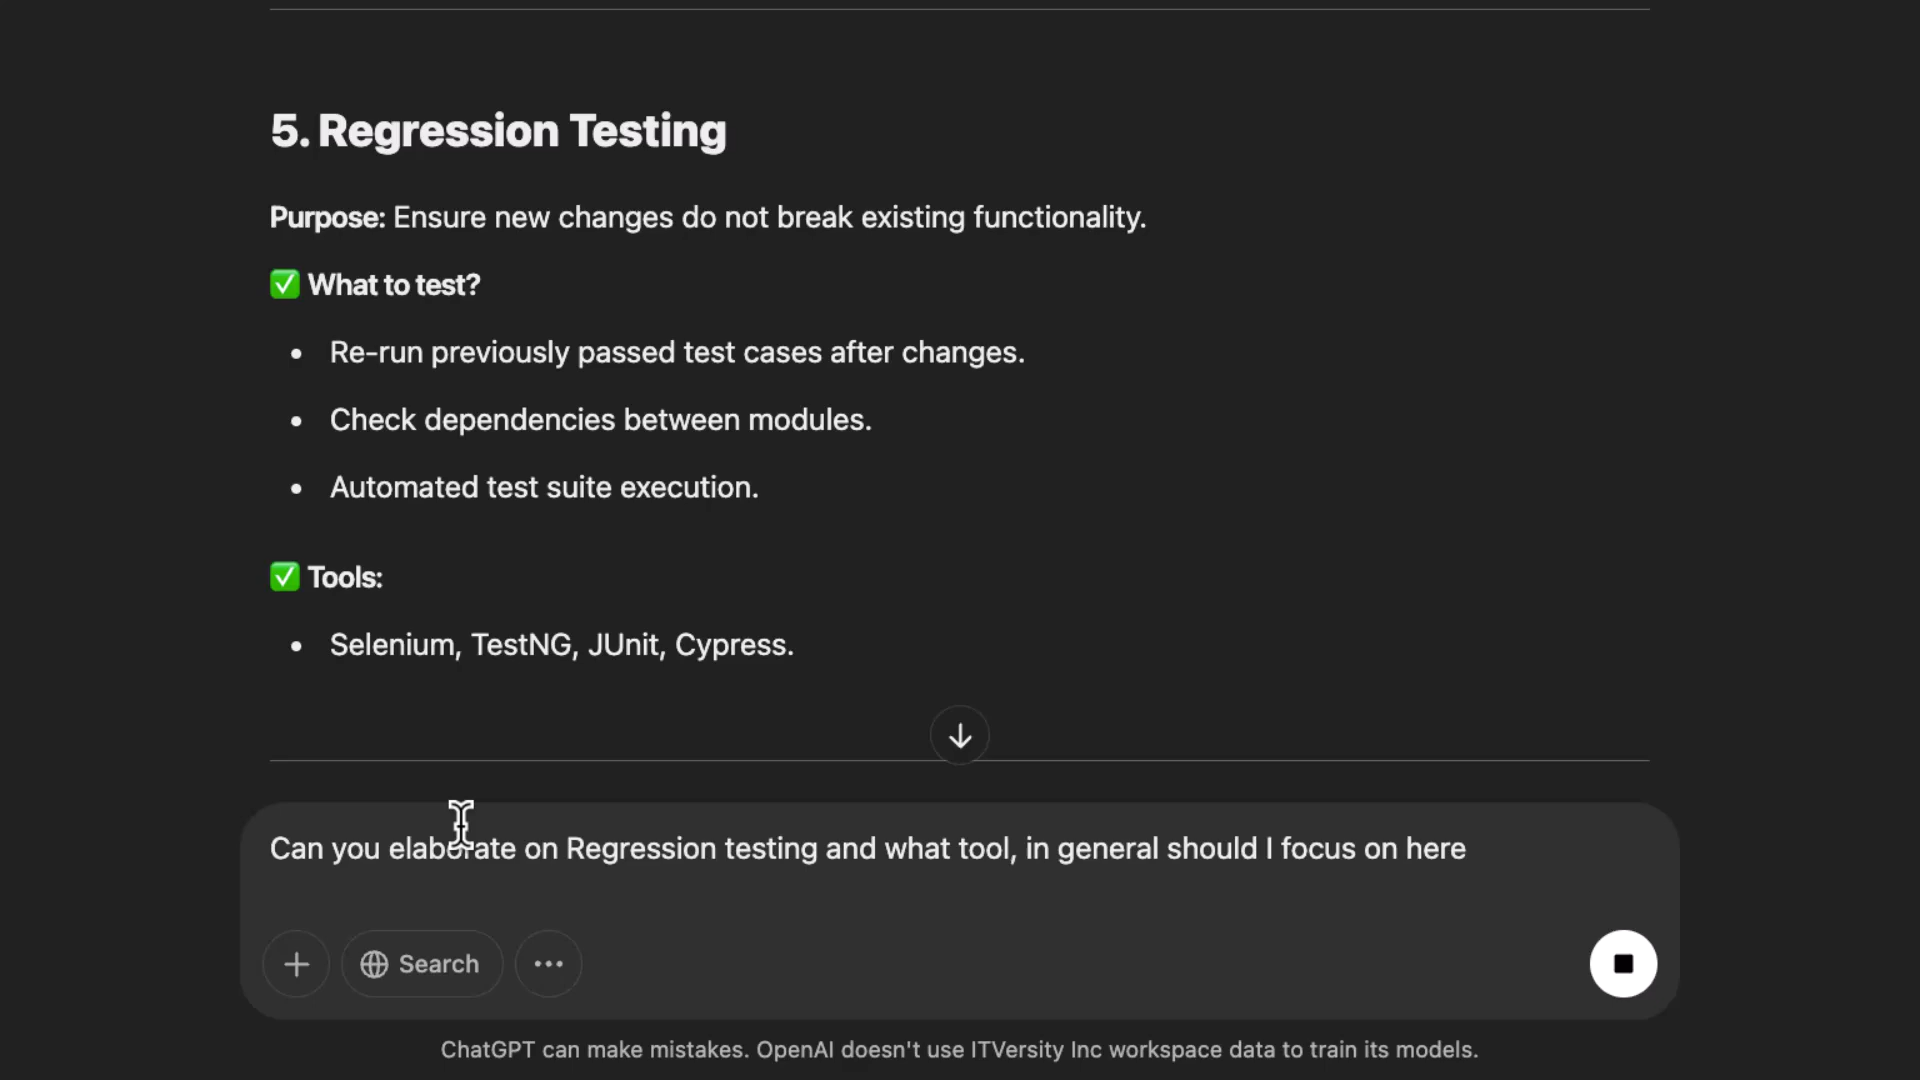 5. Regression Testing
Purpose: Ensure new changes do not break existing functionality.
✅ What to test?
• Re-run previously passed test cases after changes.
• Check dependencies between modules.
• Automated test suite execution.
✅ Tools:
• Selenium, TestNG, JUnit, Cypress.
Can you elaborate on Regression testing and what tool, in general should I focus on here
Search
ChatGPT can make mistakes. OpenAI doesn't use ITVersity Inc workspace data to train its models.